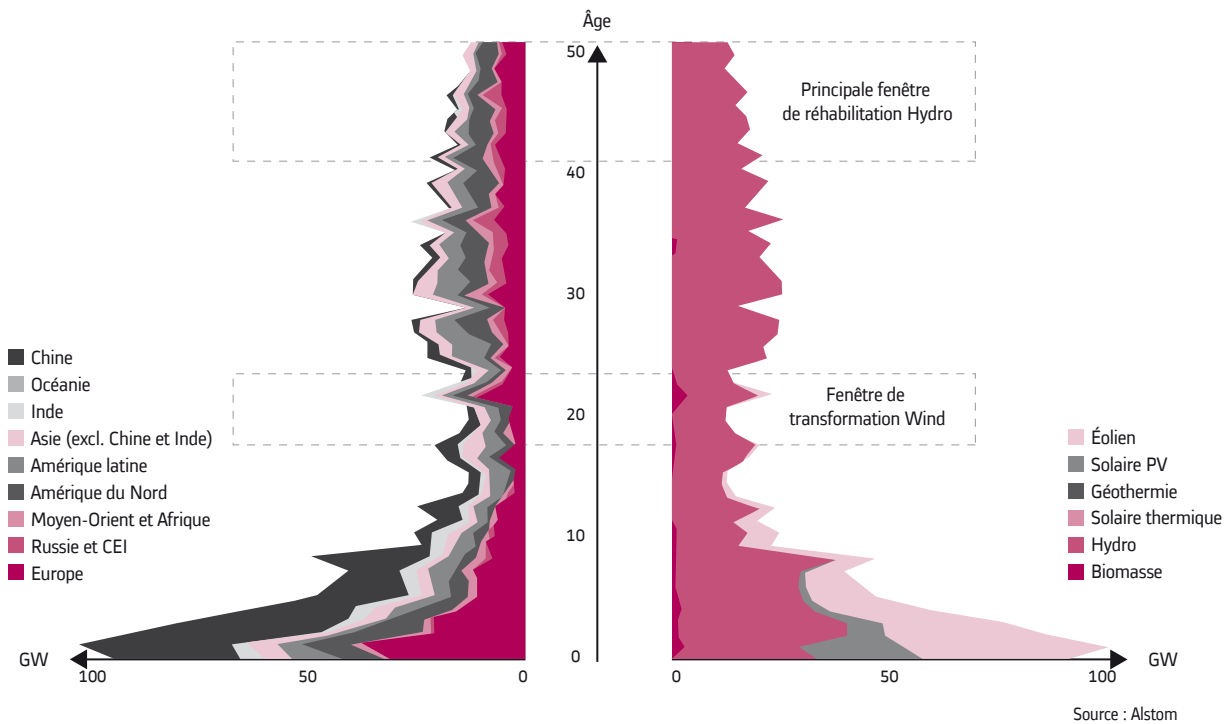 Âge
50
40
30
20
10
0
Principale fenêtre
de réhabilitation Hydro
Fenêtre de
transformation Wind
Chine
Océanie
Inde
Asie (excl. Chine et Inde)
Amérique latine
Amérique du Nord
Moyen-Orient et Afrique
Russie et CEI
Europe
Éolien
Solaire PV
Géothermie
Solaire thermique
Hydro
Biomasse
GW
100
50
0
0
50
100
GW
Source : Alstom